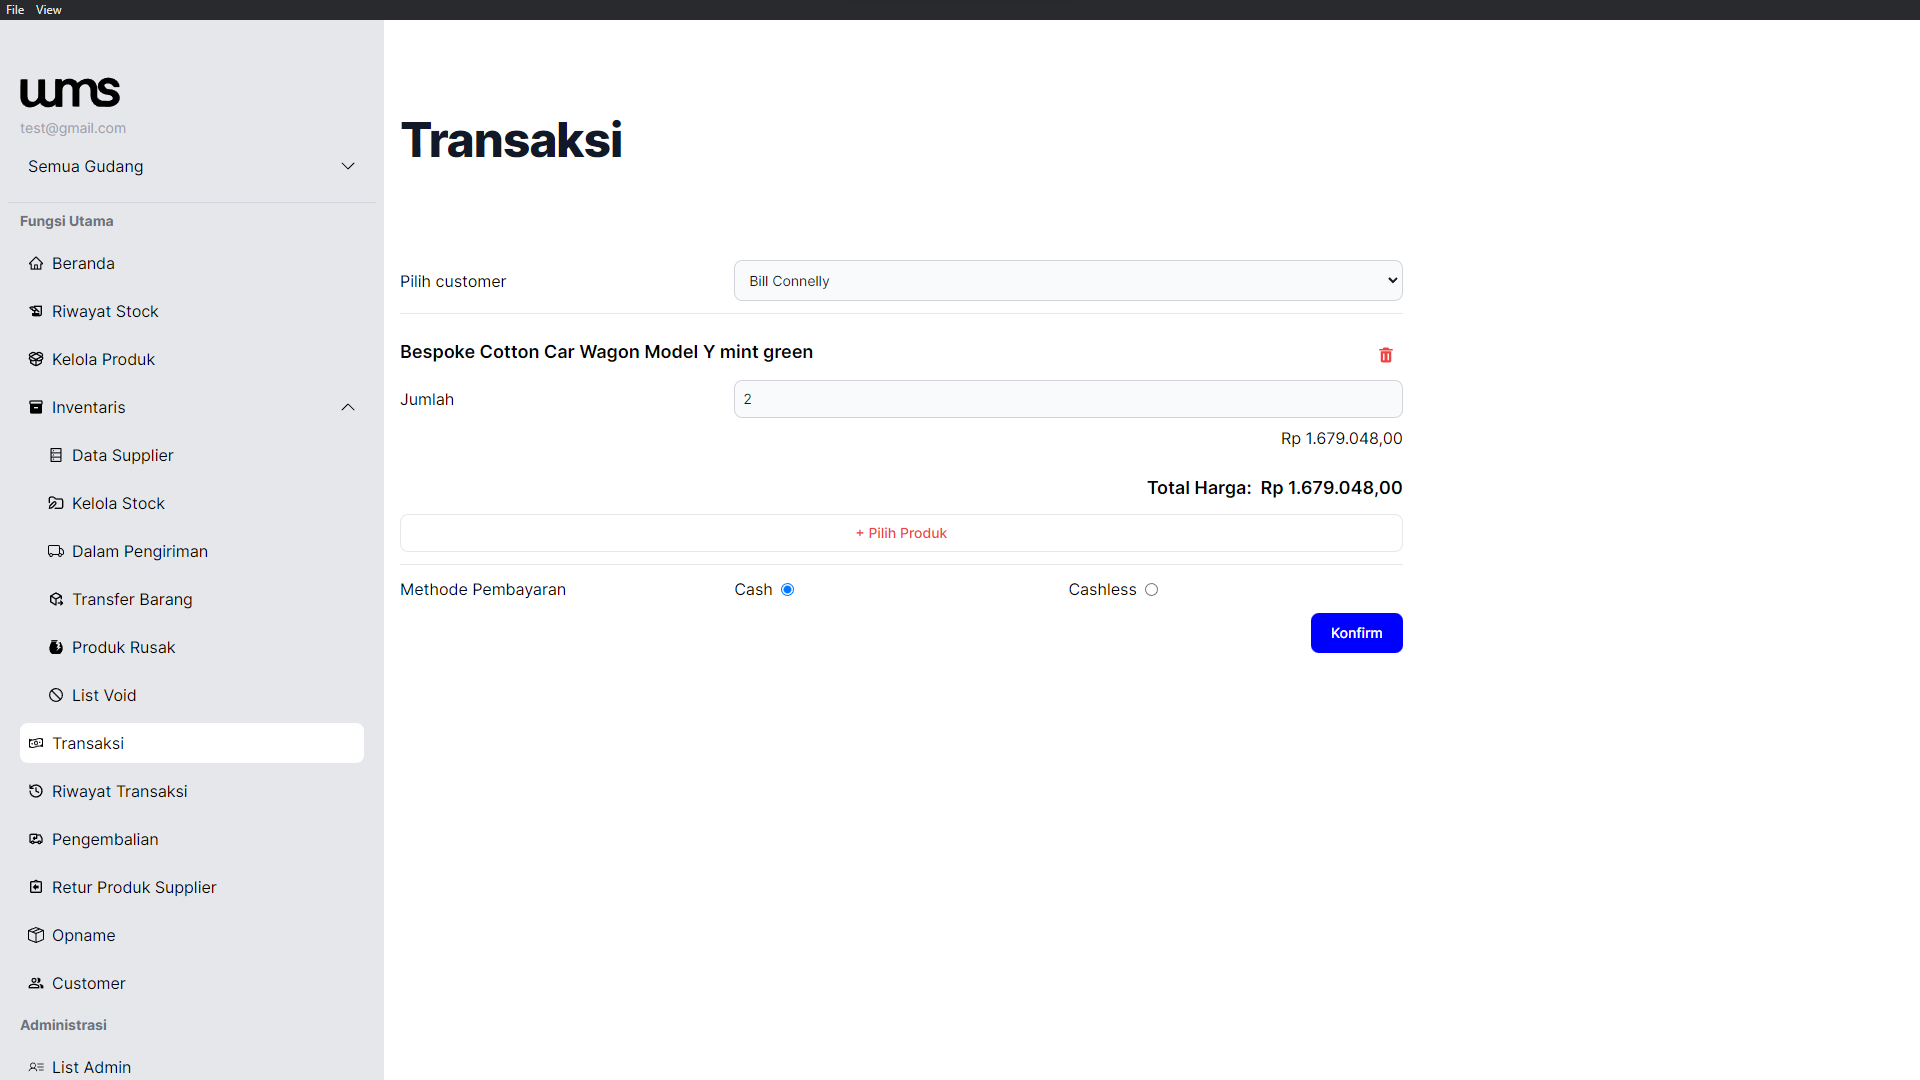 File View
wms
test@gmail.com
Semua Gudang
Fungsi Utama
Beranda
Riwayat Stock
Kelola Produk
Inventaris
Data Supplier
Kelola Stock
Dalam Pengiriman
Transfer Barang
Produk Rusak
List Void
Transaksi
Riwayat Transaksi
Pengembalian
Retur Produk Supplier
Opname
Customer
Administrasi
List Admin
Transaksi
Pilih customer Bill Connelly
Bespoke Cotton Car Wagon Model Y mint green
Jumlah 2
Rp 1.679.048,00
Total Harga: Rp 1.679.048,00
+ Pilih Produk
Methode Pembayaran Cash Cashless
Konfirm